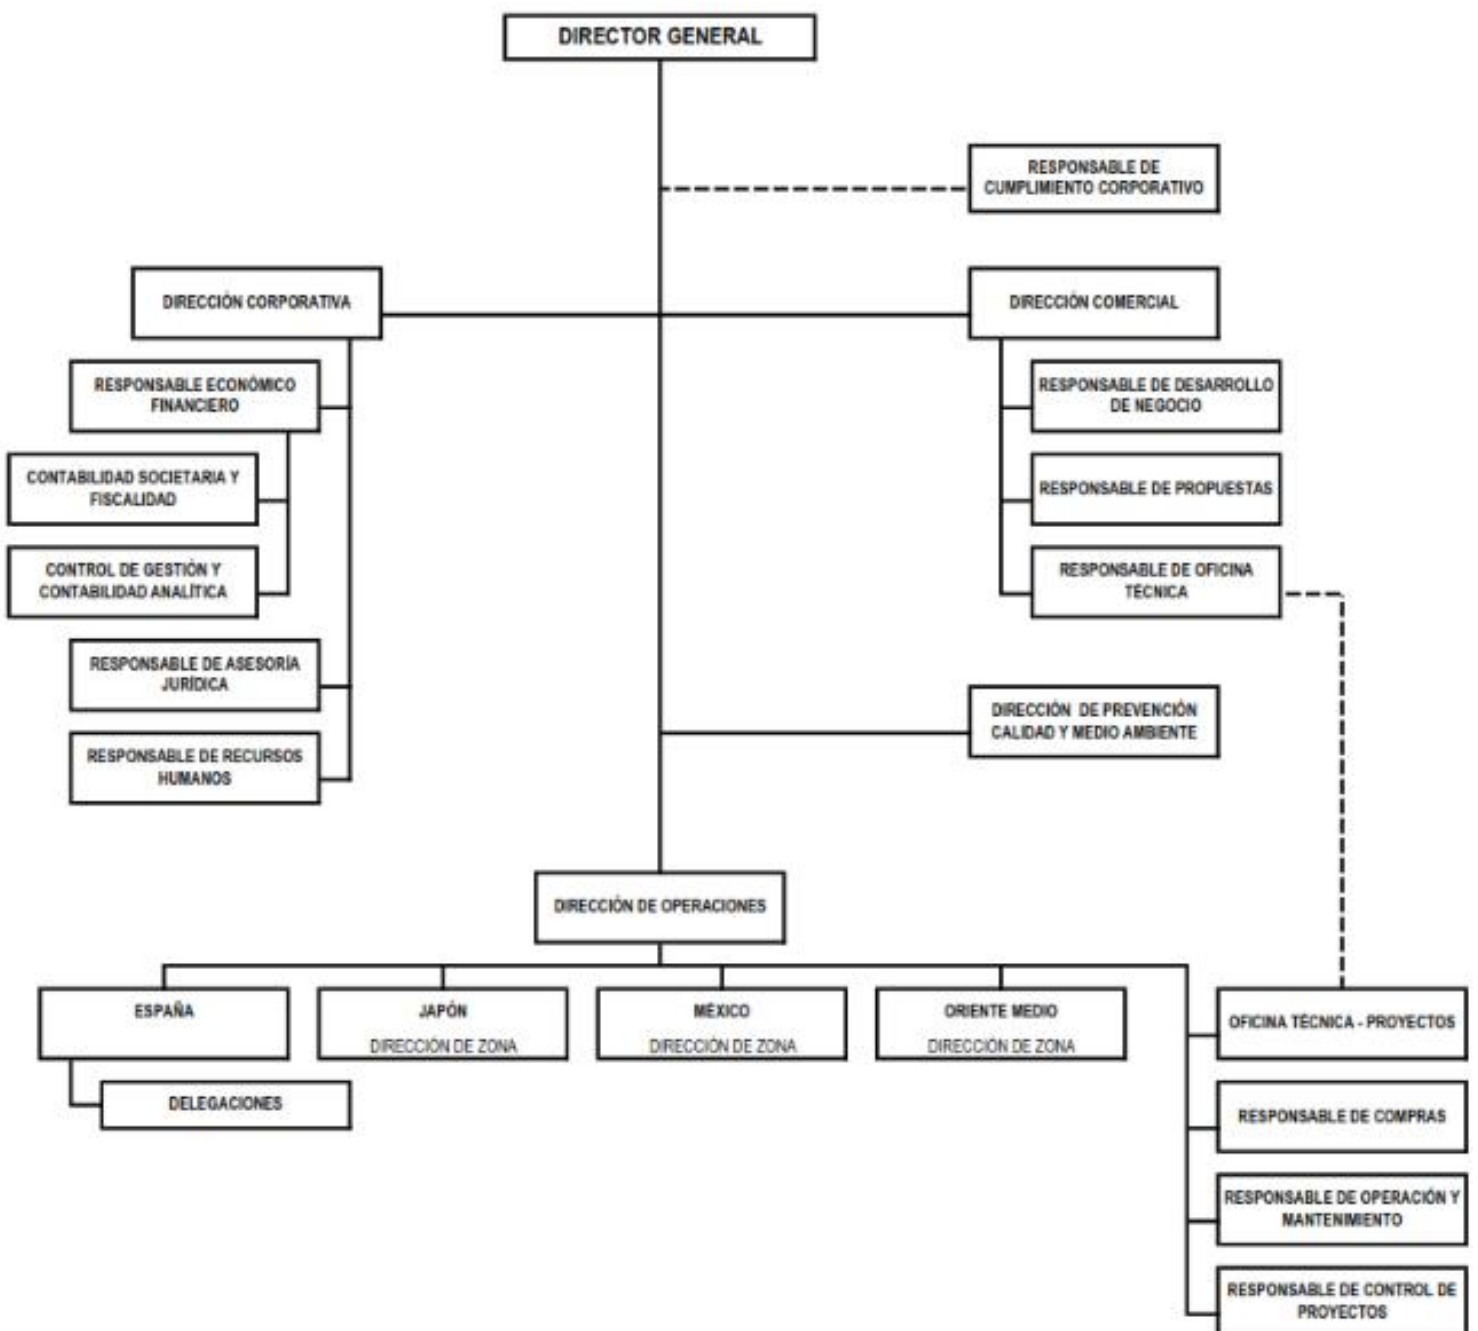 DIRECTOR GENERAL
RESPONSABLE DE
CUMPLIMIENTO CORPORATIVO
DIRECCIÓN CORPORATIVA
DIRECCIÓN COMERCIAL
RESPONSABLE ECONÓMICO
FINANCIERO
RESPONSABLE DE DESARROLLO
DE NEGOCIO
CONTABILIDAD SOCIETARIA Y
FISCALIDAD
RESPONSABLE DE PROPUESTAS
CONTROL DE GESTIÓN Y
CONTABILIDAD ANALÍTICA
RESPONSABLE DE OFICINA
TÉCNICA
RESPONSABLE DE ASESORÍA
JURÍDICA
DIRECCIÓN DE PREVENCIÓN
CALIDAD Y MEDIO AMBIENTE
RESPONSABLE DE RECURSOS
HUMANOS
DIRECCIÓN DE OPERACIONES
ESPAÑA
JAPÓN
DIRECCIÓN DE ZONA
MÉXICO
DIRECCIÓN DE ZONA
ORIENTE MEDIO
DIRECCIÓN DE ZONA
OFICINA TÉCNICA - PROYECTOS
DELEGACIONES
RESPONSABLE DE COMPRAS
RESPONSABLE DE OPERACIÓN Y
MANTENIMIENTO
RESPONSABLE DE CONTROL DE
PROYECTOS